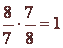 8/7 · 7/8 = 1